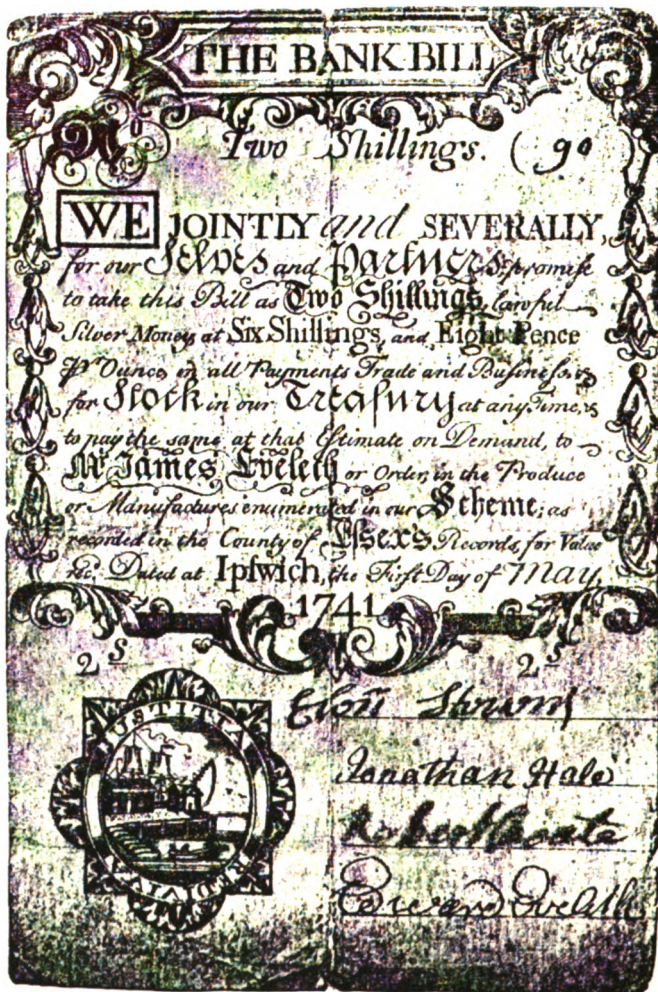 THE BANK BILL
No
Two Shillings. ( 90
WE JOINTLY and SEVERALLY,
for our Selves and Partners, promise
to take this Bill as Two Shillings, lawful
Silver Money, at Six Shillings, and Eight Pence
⅌ Ounce, in all Payments Trade and Business, &
for Stock in our Treasury at any Time, &
to pay the same at that Estimate on Demand, to
Mr James Eveleth or Order, in the Produce
or Manufactures enumerated in our Scheme; as
recorded in the County of Essex's Records, for Value
&c. Dated at Ipswich, the First Day of May,
1741
2s 2s
JUSTITIA
Jonathan Hale
Edward Eveleth